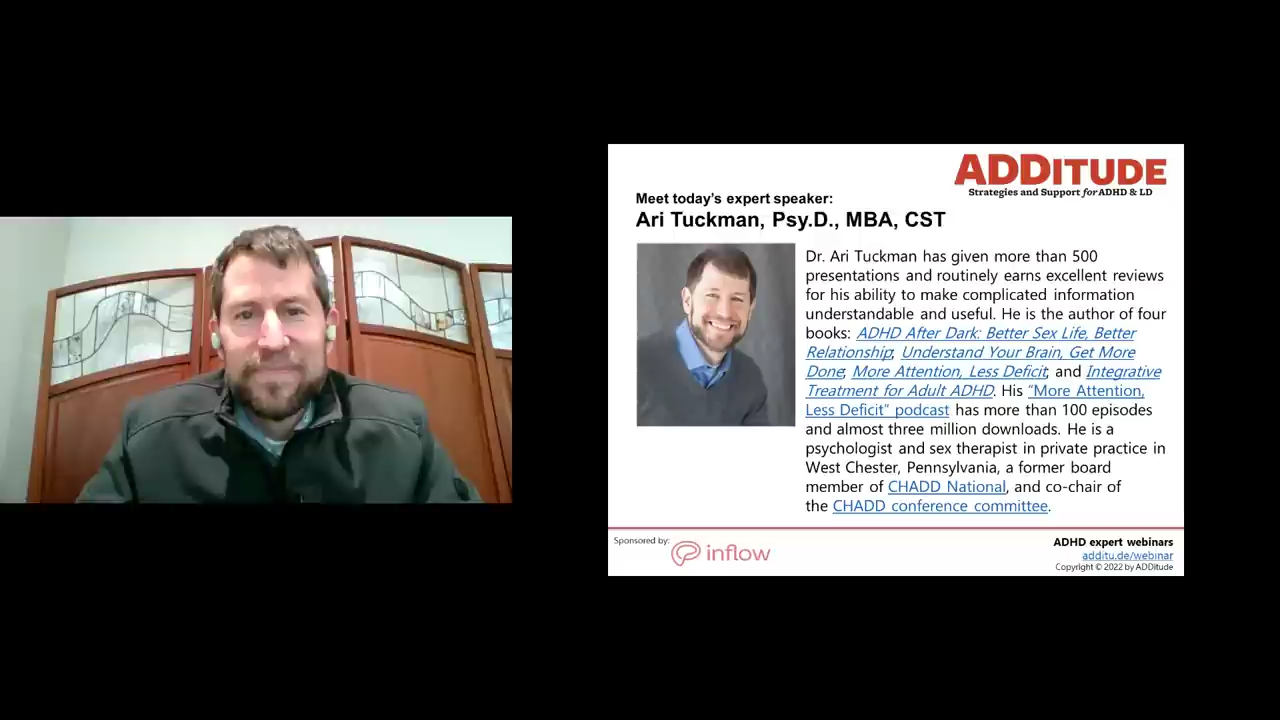 ADDITUDE
Strategies and Support for ADHD & LD
Meet today's expert speaker:
Ari Tuckman, Psy.D., MBA, CST
Dr. Ari Tuckman has given more than 500
presentations and routinely earns excellent reviews
for his ability to make complicated information
understandable and useful. He is the author of four
books: ADHD After Dark: Better Sex Life, Better
Relationship; Understand Your Brain, Get More
Done; More Attention, Less Deficit; and Integrative
Treatment for Adult ADHD. His "More Attention,
Less Deficit" podcast has more than 100 episodes
and almost three million downloads. He is a
psychologist and sex therapist in private practice in
West Chester, Pennsylvania, a former board
member of CHADD National, and co-chair of
the CHADD conference committee.
Sponsored by:
inflow
ADHD expert webinars
additu.de/webinar
Copyright © 2022 by ADDitude